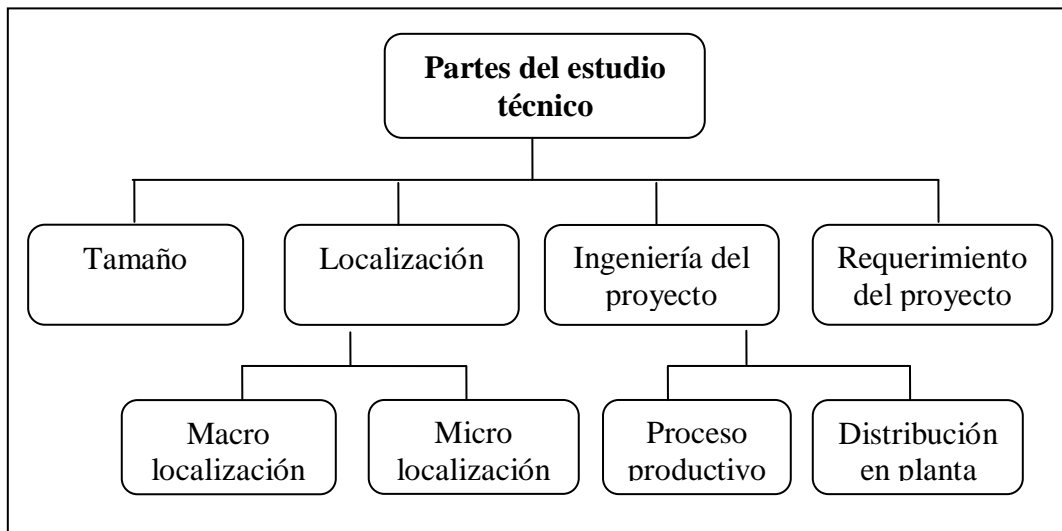 Partes del estudio
técnico
Tamaño
Localización
Ingeniería del
proyecto
Requerimiento
del proyecto
Macro
localización
Micro
localización
Proceso
productivo
Distribución
en planta